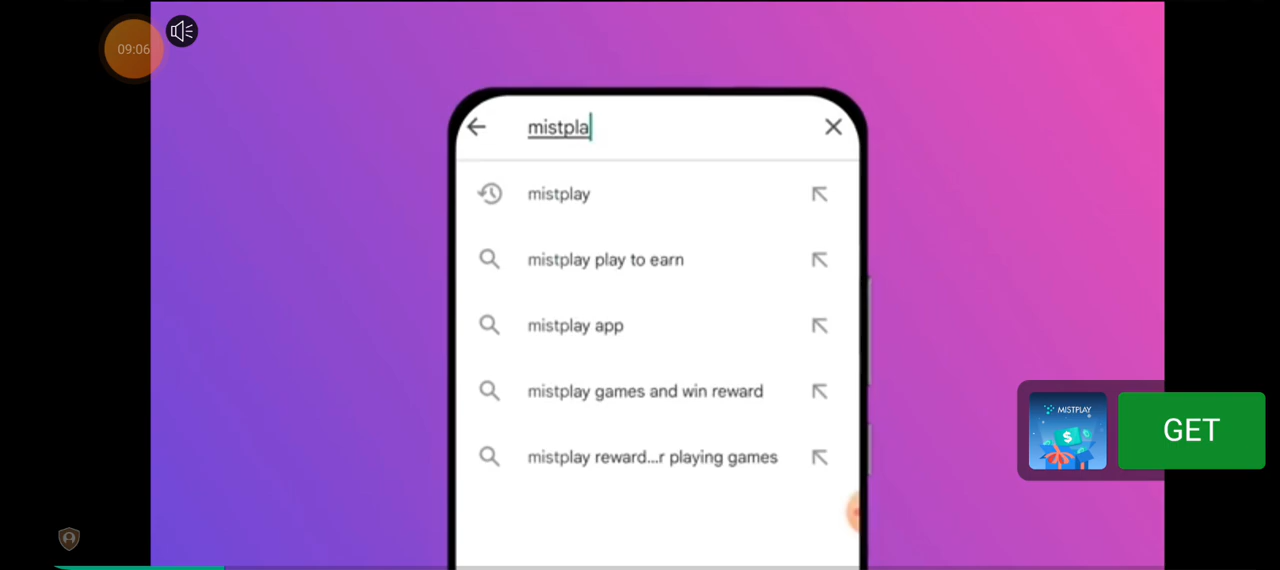 09:06
mistpla
mistplay
mistplay play to earn
mistplay app
mistplay games and win reward
mistplay reward...r playing games
MISTPLAY
$
GET